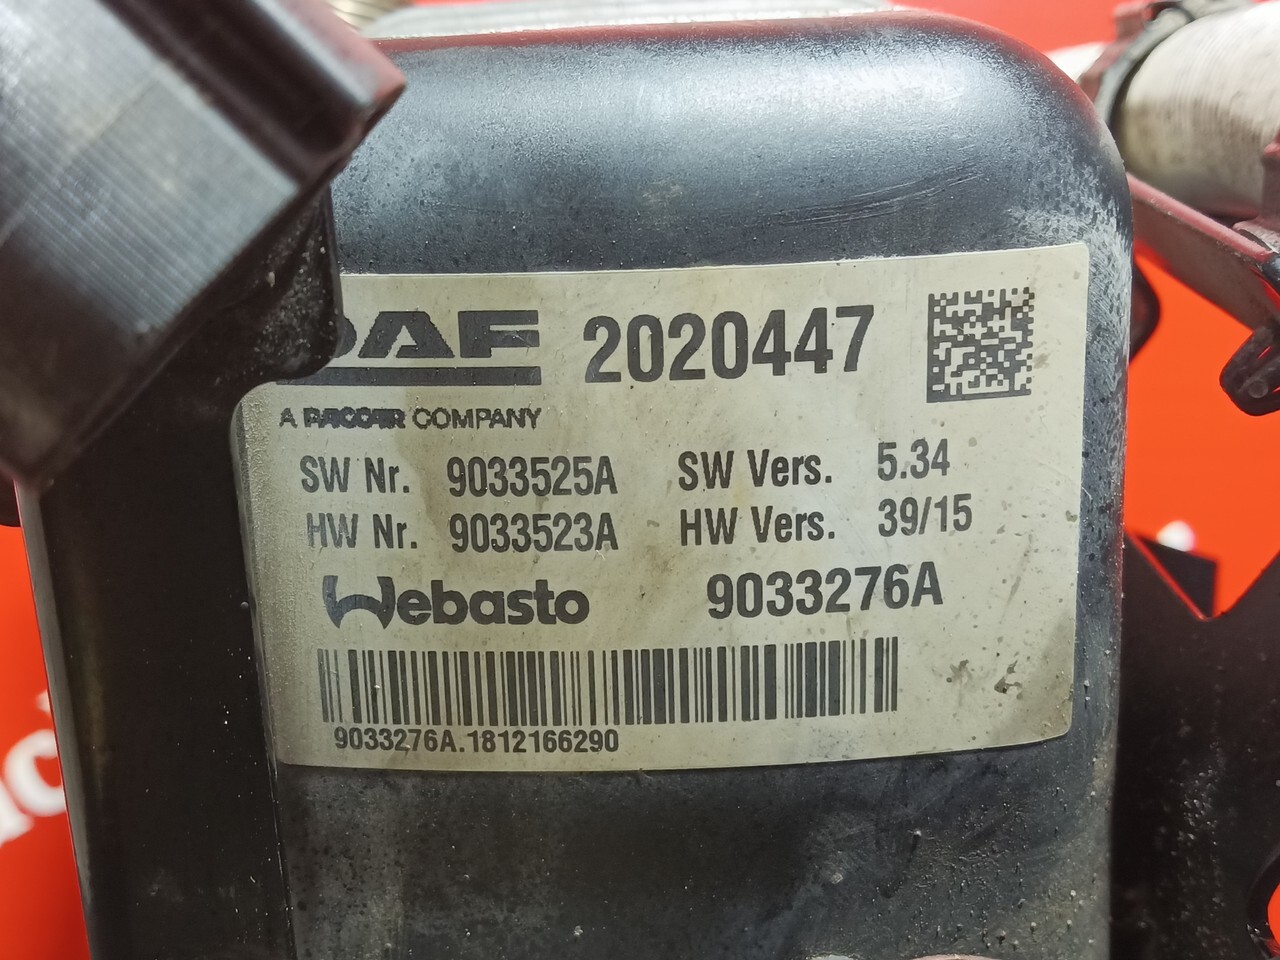 DAF 2020447
A PACCAR COMPANY
SW Nr. 9033525A SW Vers. 5.34
HW Nr. 9033523A HW Vers. 39/15
Webasto 9033276A
9033276A.1812166290